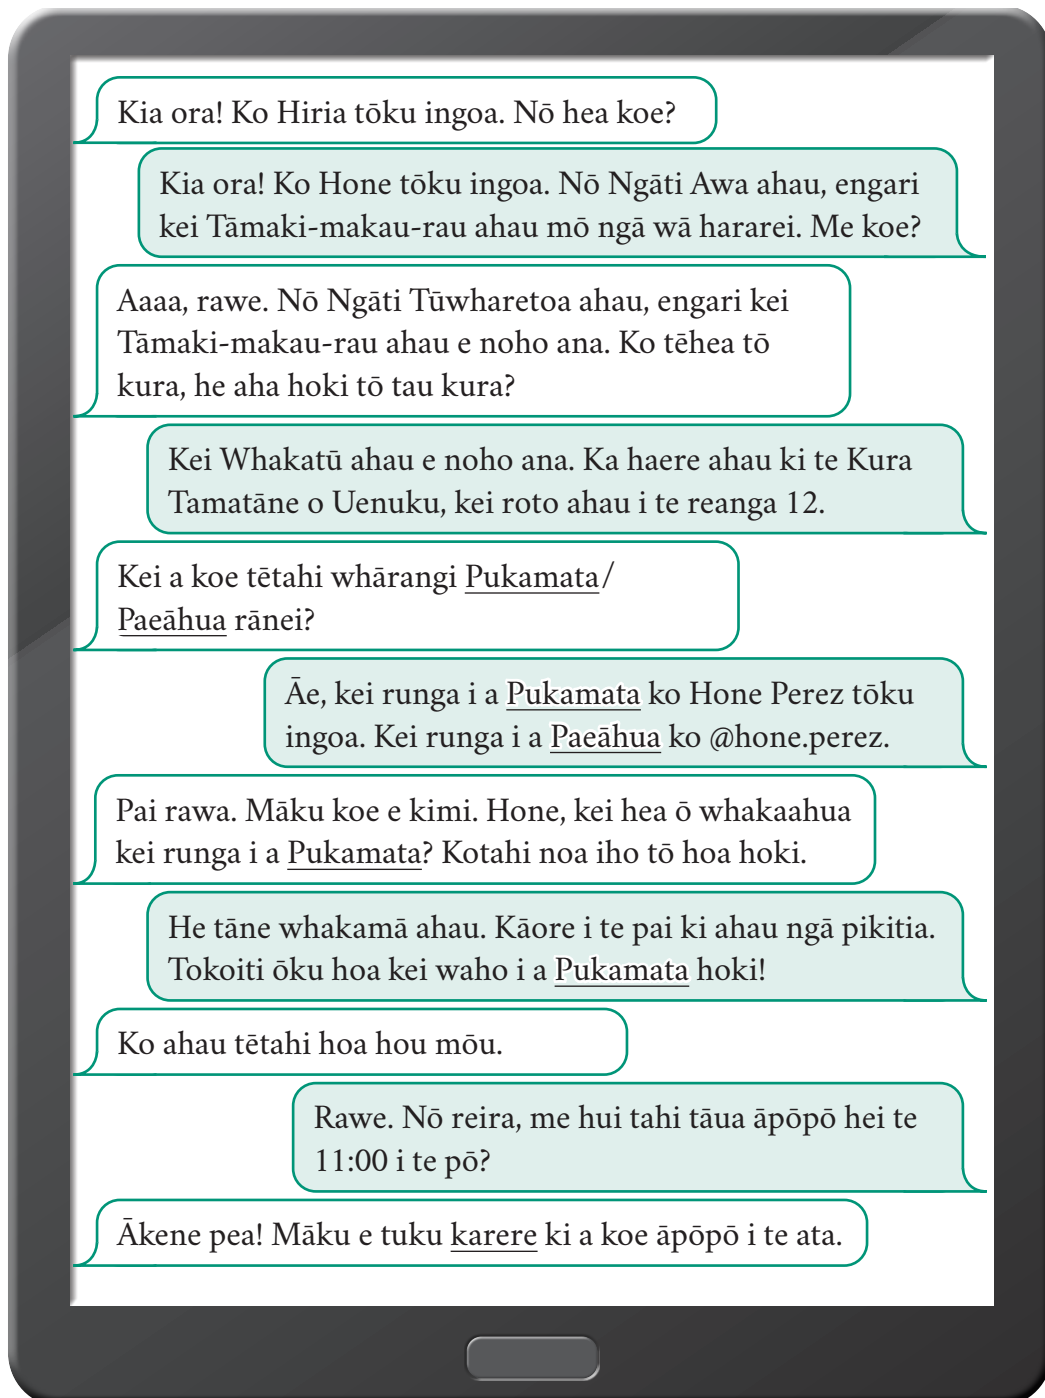 Kia ora! Ko Hiria tōku ingoa. Nō hea koe?
Kia ora! Ko Hone tōku ingoa. Nō Ngāti Awa ahau, engari
kei Tāmaki-makau-rau ahau mō ngā wā hararei. Me koe?
Aaaa, rawe. Nō Ngāti Tūwharetoa ahau, engari kei
Tāmaki-makau-rau ahau e noho ana. Ko tēhea tō
kura, he aha hoki tō tau kura?
Kei Whakatū ahau e noho ana. Ka haere ahau ki te Kura
Tamatāne o Uenuku, kei roto ahau i te reanga 12.
Kei a koe tētahi whārangi Pukamata/
Paeāhua rānei?
Āe, kei runga i a Pukamata ko Hone Perez tōku
ingoa. Kei runga i a Paeāhua ko @hone.perez.
Pai rawa. Māku koe e kimi. Hone, kei hea ō whakaahua
kei runga i a Pukamata? Kotahi noa iho tō hoa hoki.
He tāne whakamā ahau. Kāore i te pai ki ahau ngā pikitia.
Tokoiti ōku hoa kei waho i a Pukamata hoki!
Ko ahau tētahi hoa hou mōu.
Rawe. Nō reira, me hui tahi tāua āpōpō hei te
11:00 i te pō?
Ākene pea! Māku e tuku karere ki a koe āpōpō i te ata.